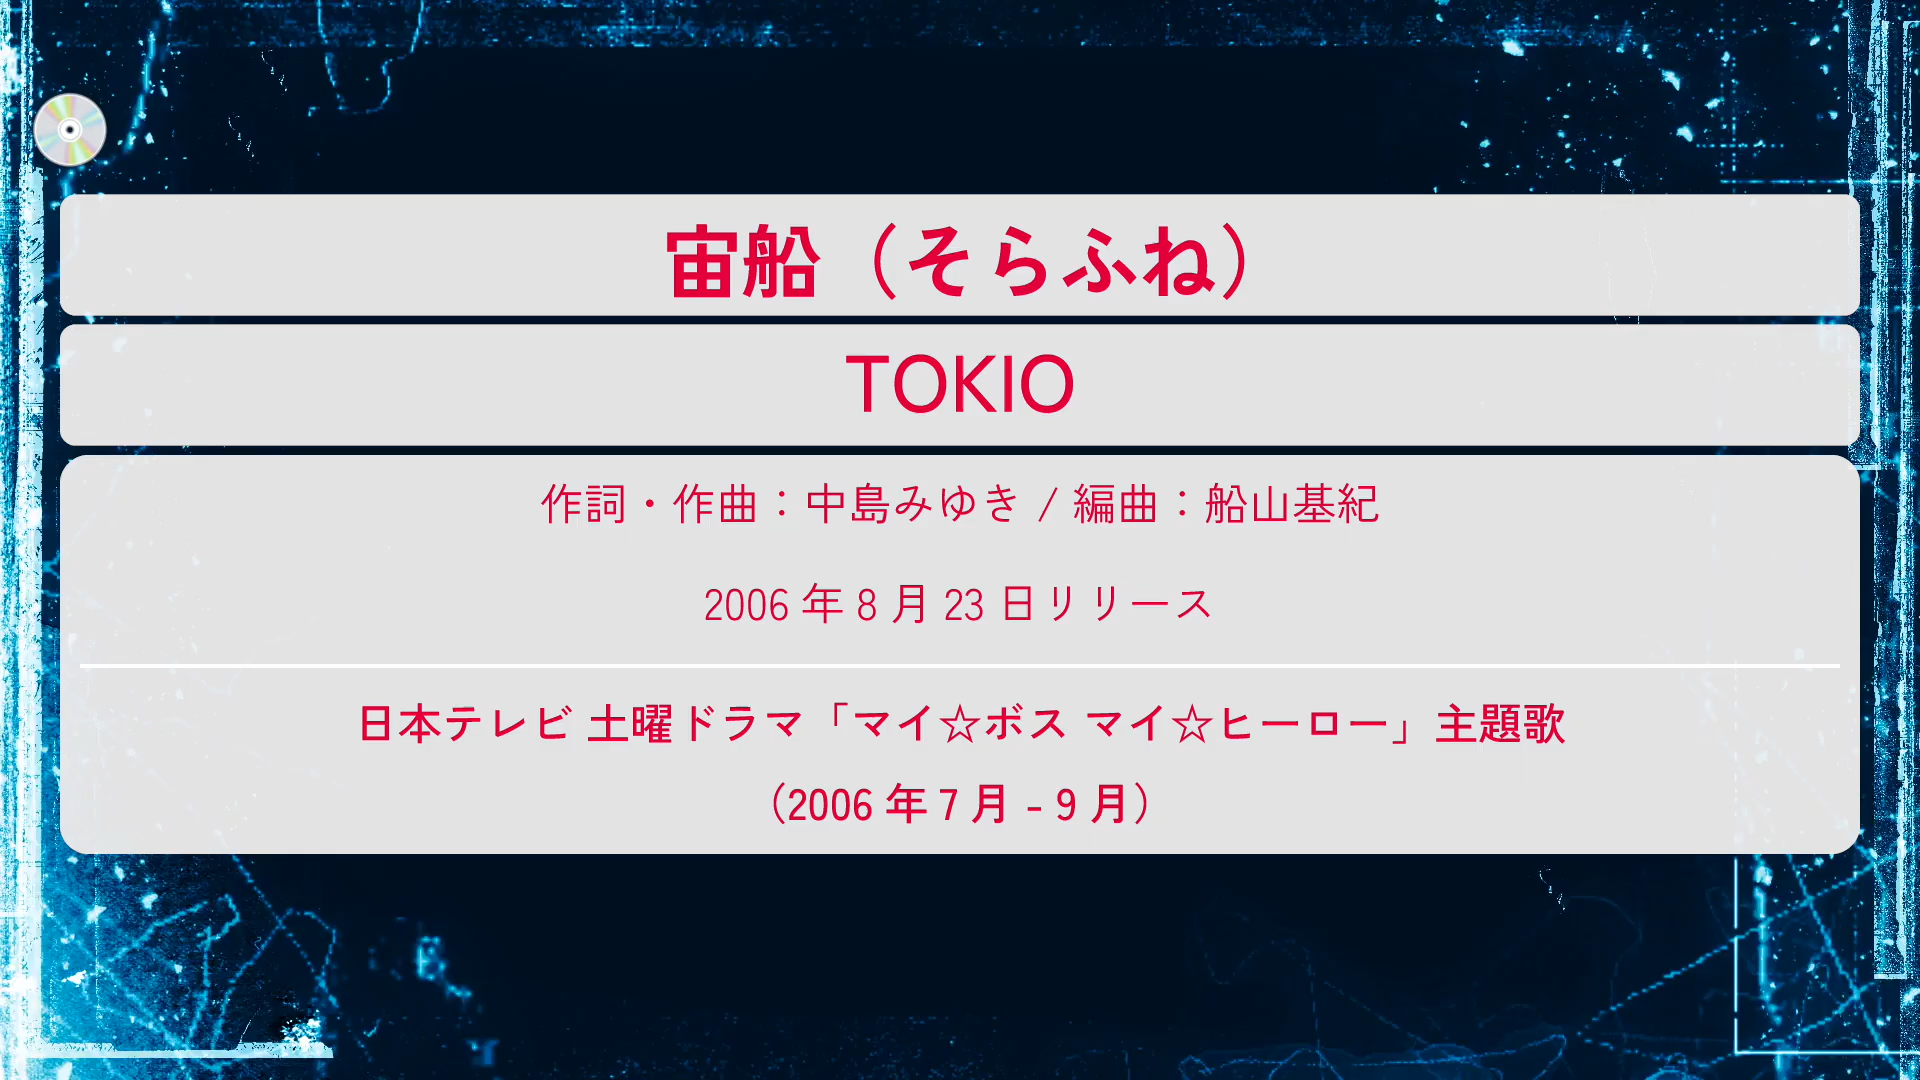 宙船（そらふね）
TOKIO
作詞・作曲：中島みゆき / 編曲：船山基紀
2006年8月23日リリース
日本テレビ 土曜ドラマ「マイ☆ボス マイ☆ヒーロー」主題歌
（2006年7月 - 9月）